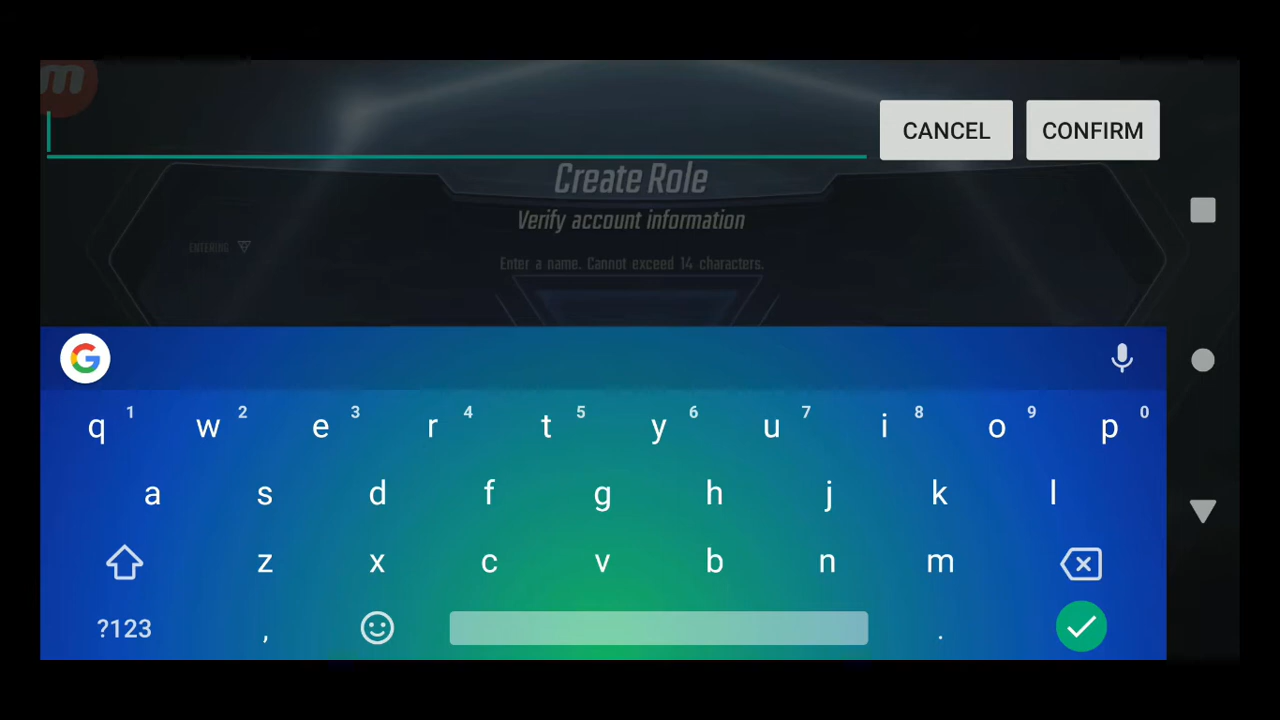 m
CANCEL CONFIRM
Create Role
Verify account information
ENTERING
Enter a name. Cannot exceed 14 characters.
G
q 1 w 2 e 3 r 4 t 5 y 6 u 7 i 8 o 9 p 0
a s d f g h j k l
z x c v b n m
?123 , .